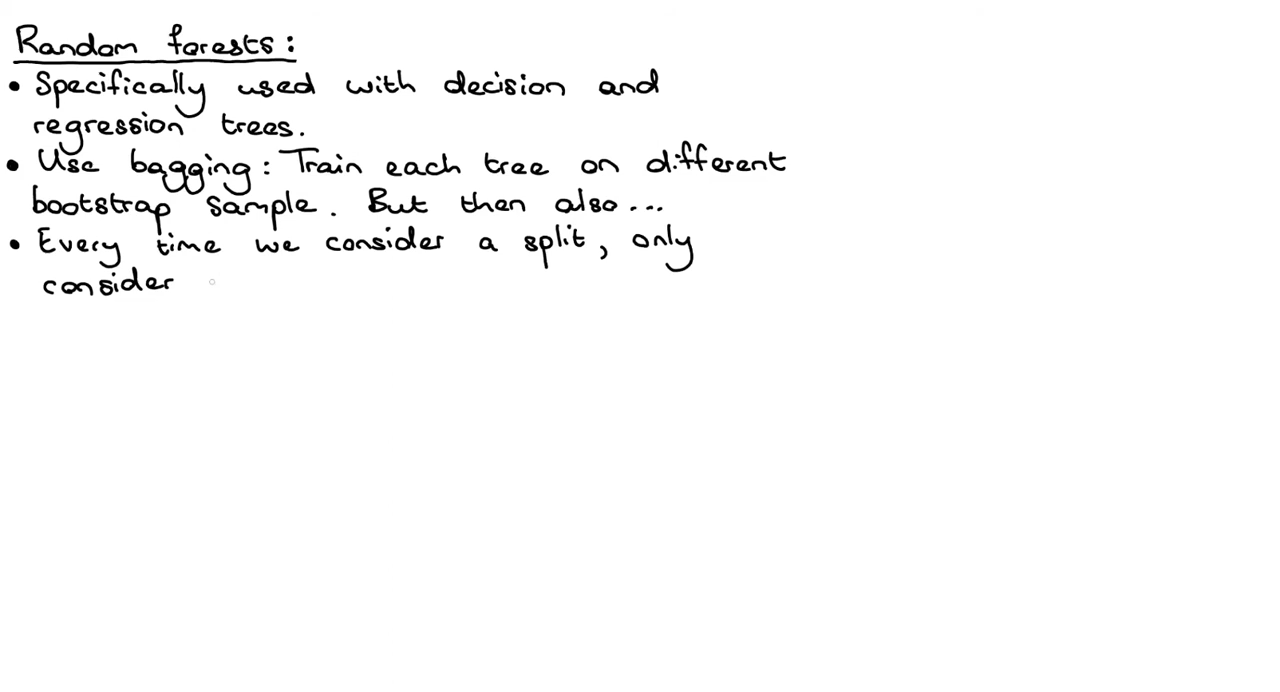 Random forests:
• Specifically used with decision and
regression trees.
• Use bagging: Train each tree on different
bootstrap sample. But then also...
• Every time we consider a split, only
consider